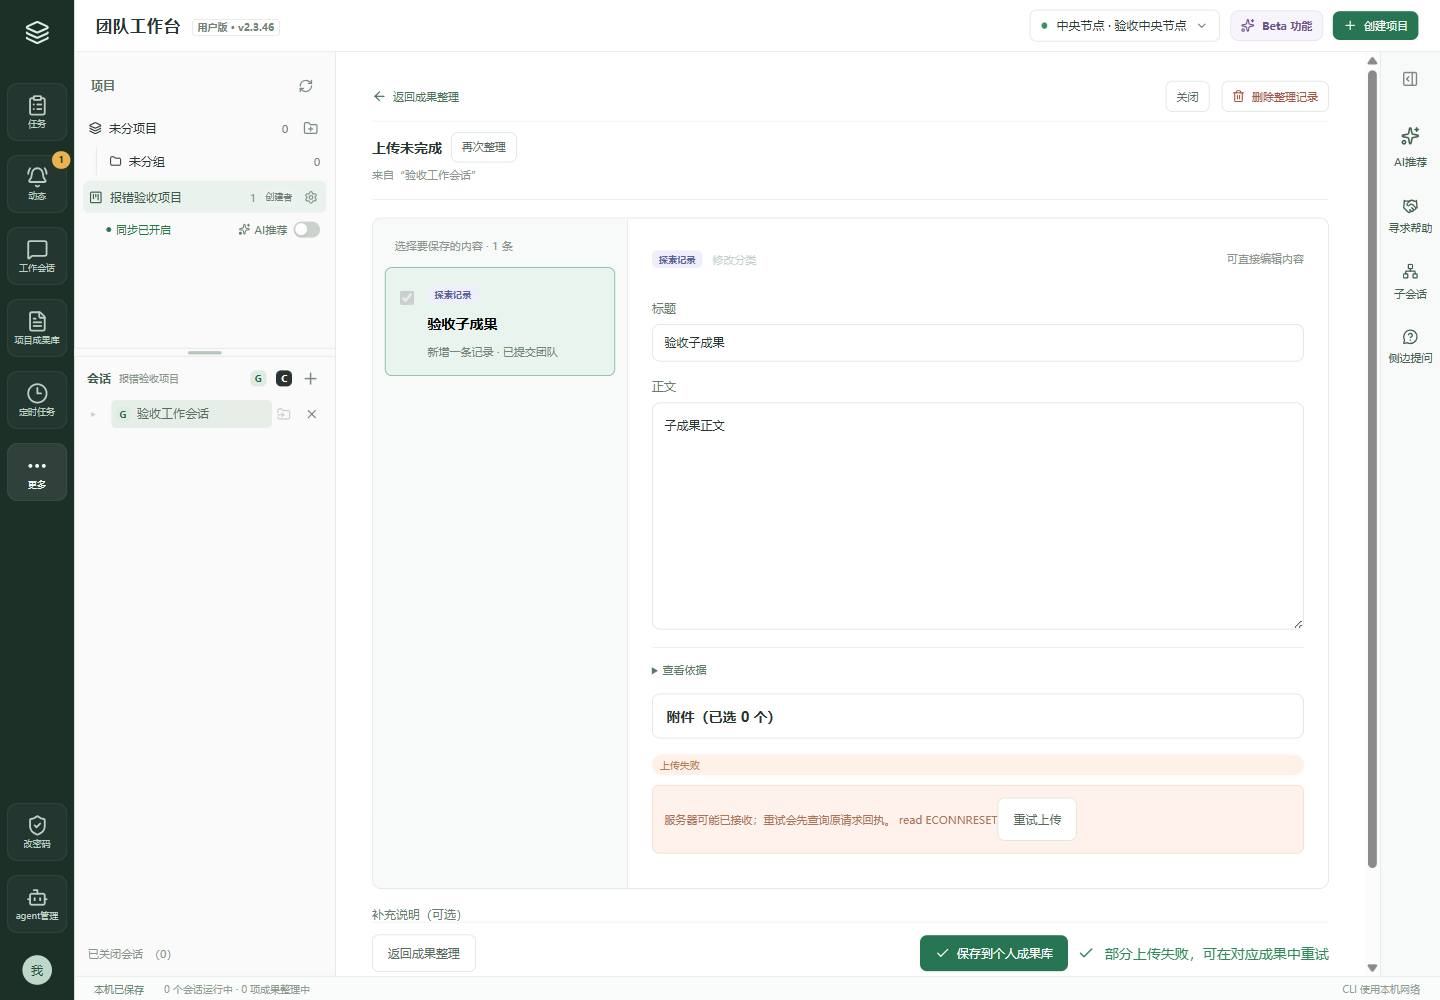 团队工作台
用户版 • v2.3.46
中央节点 · 验收中央节点
Beta 功能
创建项目
任务
1
动态
工作会话
项目成果库
定时任务
更多
改密码
agent管理
我
项目
未分项目
0
未分组
0
报错验收项目
1
创建者
同步已开启
AI推荐
会话
报错验收项目
G
C
G
验收工作会话
已关闭会话 （0）
返回成果整理
关闭
删除整理记录
上传未完成
再次整理
来自“验收工作会话”
选择要保存的内容 · 1 条
探索记录
验收子成果
新增一条记录 · 已提交团队
探索记录
修改分类
可直接编辑内容
标题
验收子成果
正文
子成果正文
查看依据
附件（已选 0 个）
上传失败
服务器可能已接收；重试会先查询原请求回执。 read ECONNRESET
重试上传
补充说明（可选）
返回成果整理
保存到个人成果库
部分上传失败，可在对应成果中重试
AI推荐
寻求帮助
子会话
侧边提问
本机已保存
0 个会话运行中 · 0 项成果整理中
CLI 使用本机网络